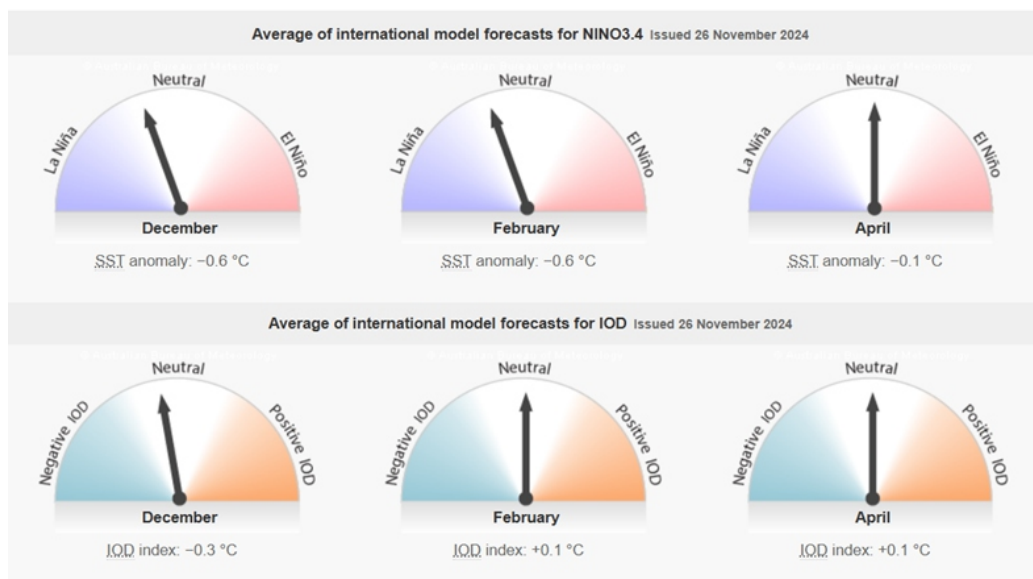 Average of international model forecasts for NINO3.4 Issued 26 November 2024
Neutral Neutral Neutral
La Niña El Niño La Niña El Niño La Niña El Niño
December February April
SST anomaly: −0.6 °C SST anomaly: −0.6 °C SST anomaly: −0.1 °C
Average of international model forecasts for IOD Issued 26 November 2024
Neutral Neutral Neutral
Negative IOD Positive IOD Negative IOD Positive IOD Negative IOD Positive IOD
December February April
IOD index: −0.3 °C IOD index: +0.1 °C IOD index: +0.1 °C